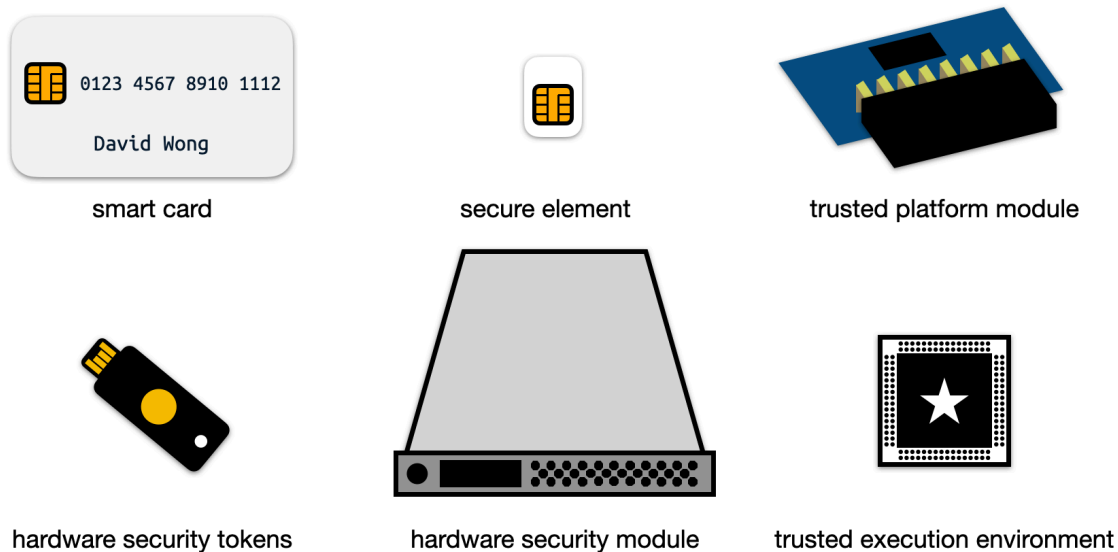 0123 4567 8910 1112
David Wong
smart card
secure element
trusted platform module
hardware security tokens
hardware security module
trusted execution environment